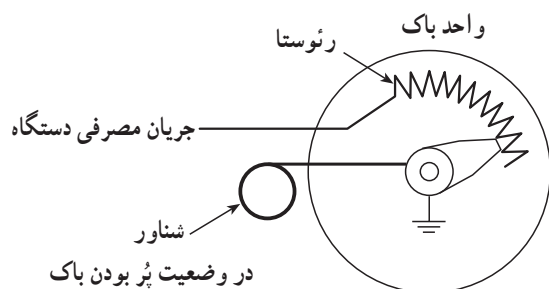 واحد باک
رئوستا
جریان مصرفی دستگاه
شناور
در وضعیت پُر بودن باک